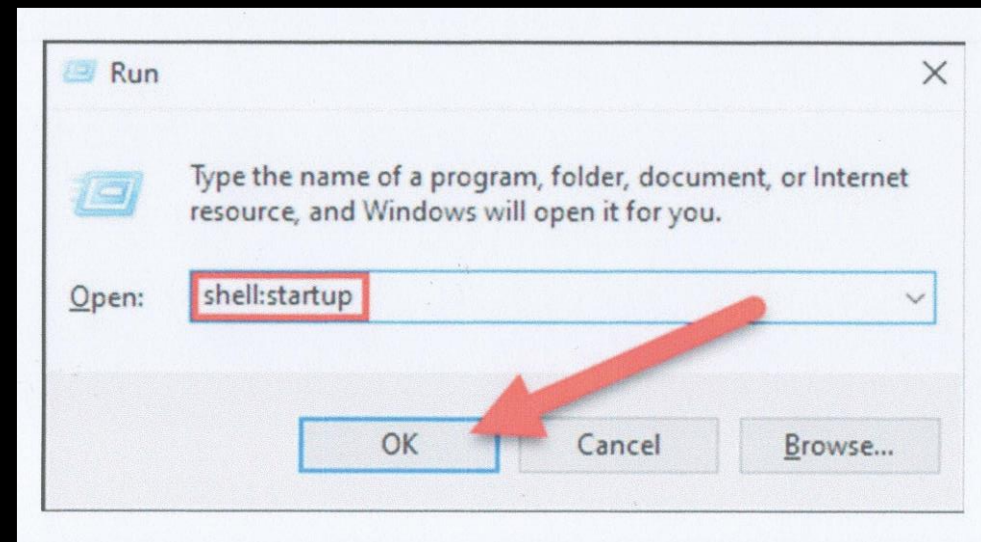 Run
Type the name of a program, folder, document, or Internet
resource, and Windows will open it for you.
Open:
shell:startup
OK
Cancel
Browse...